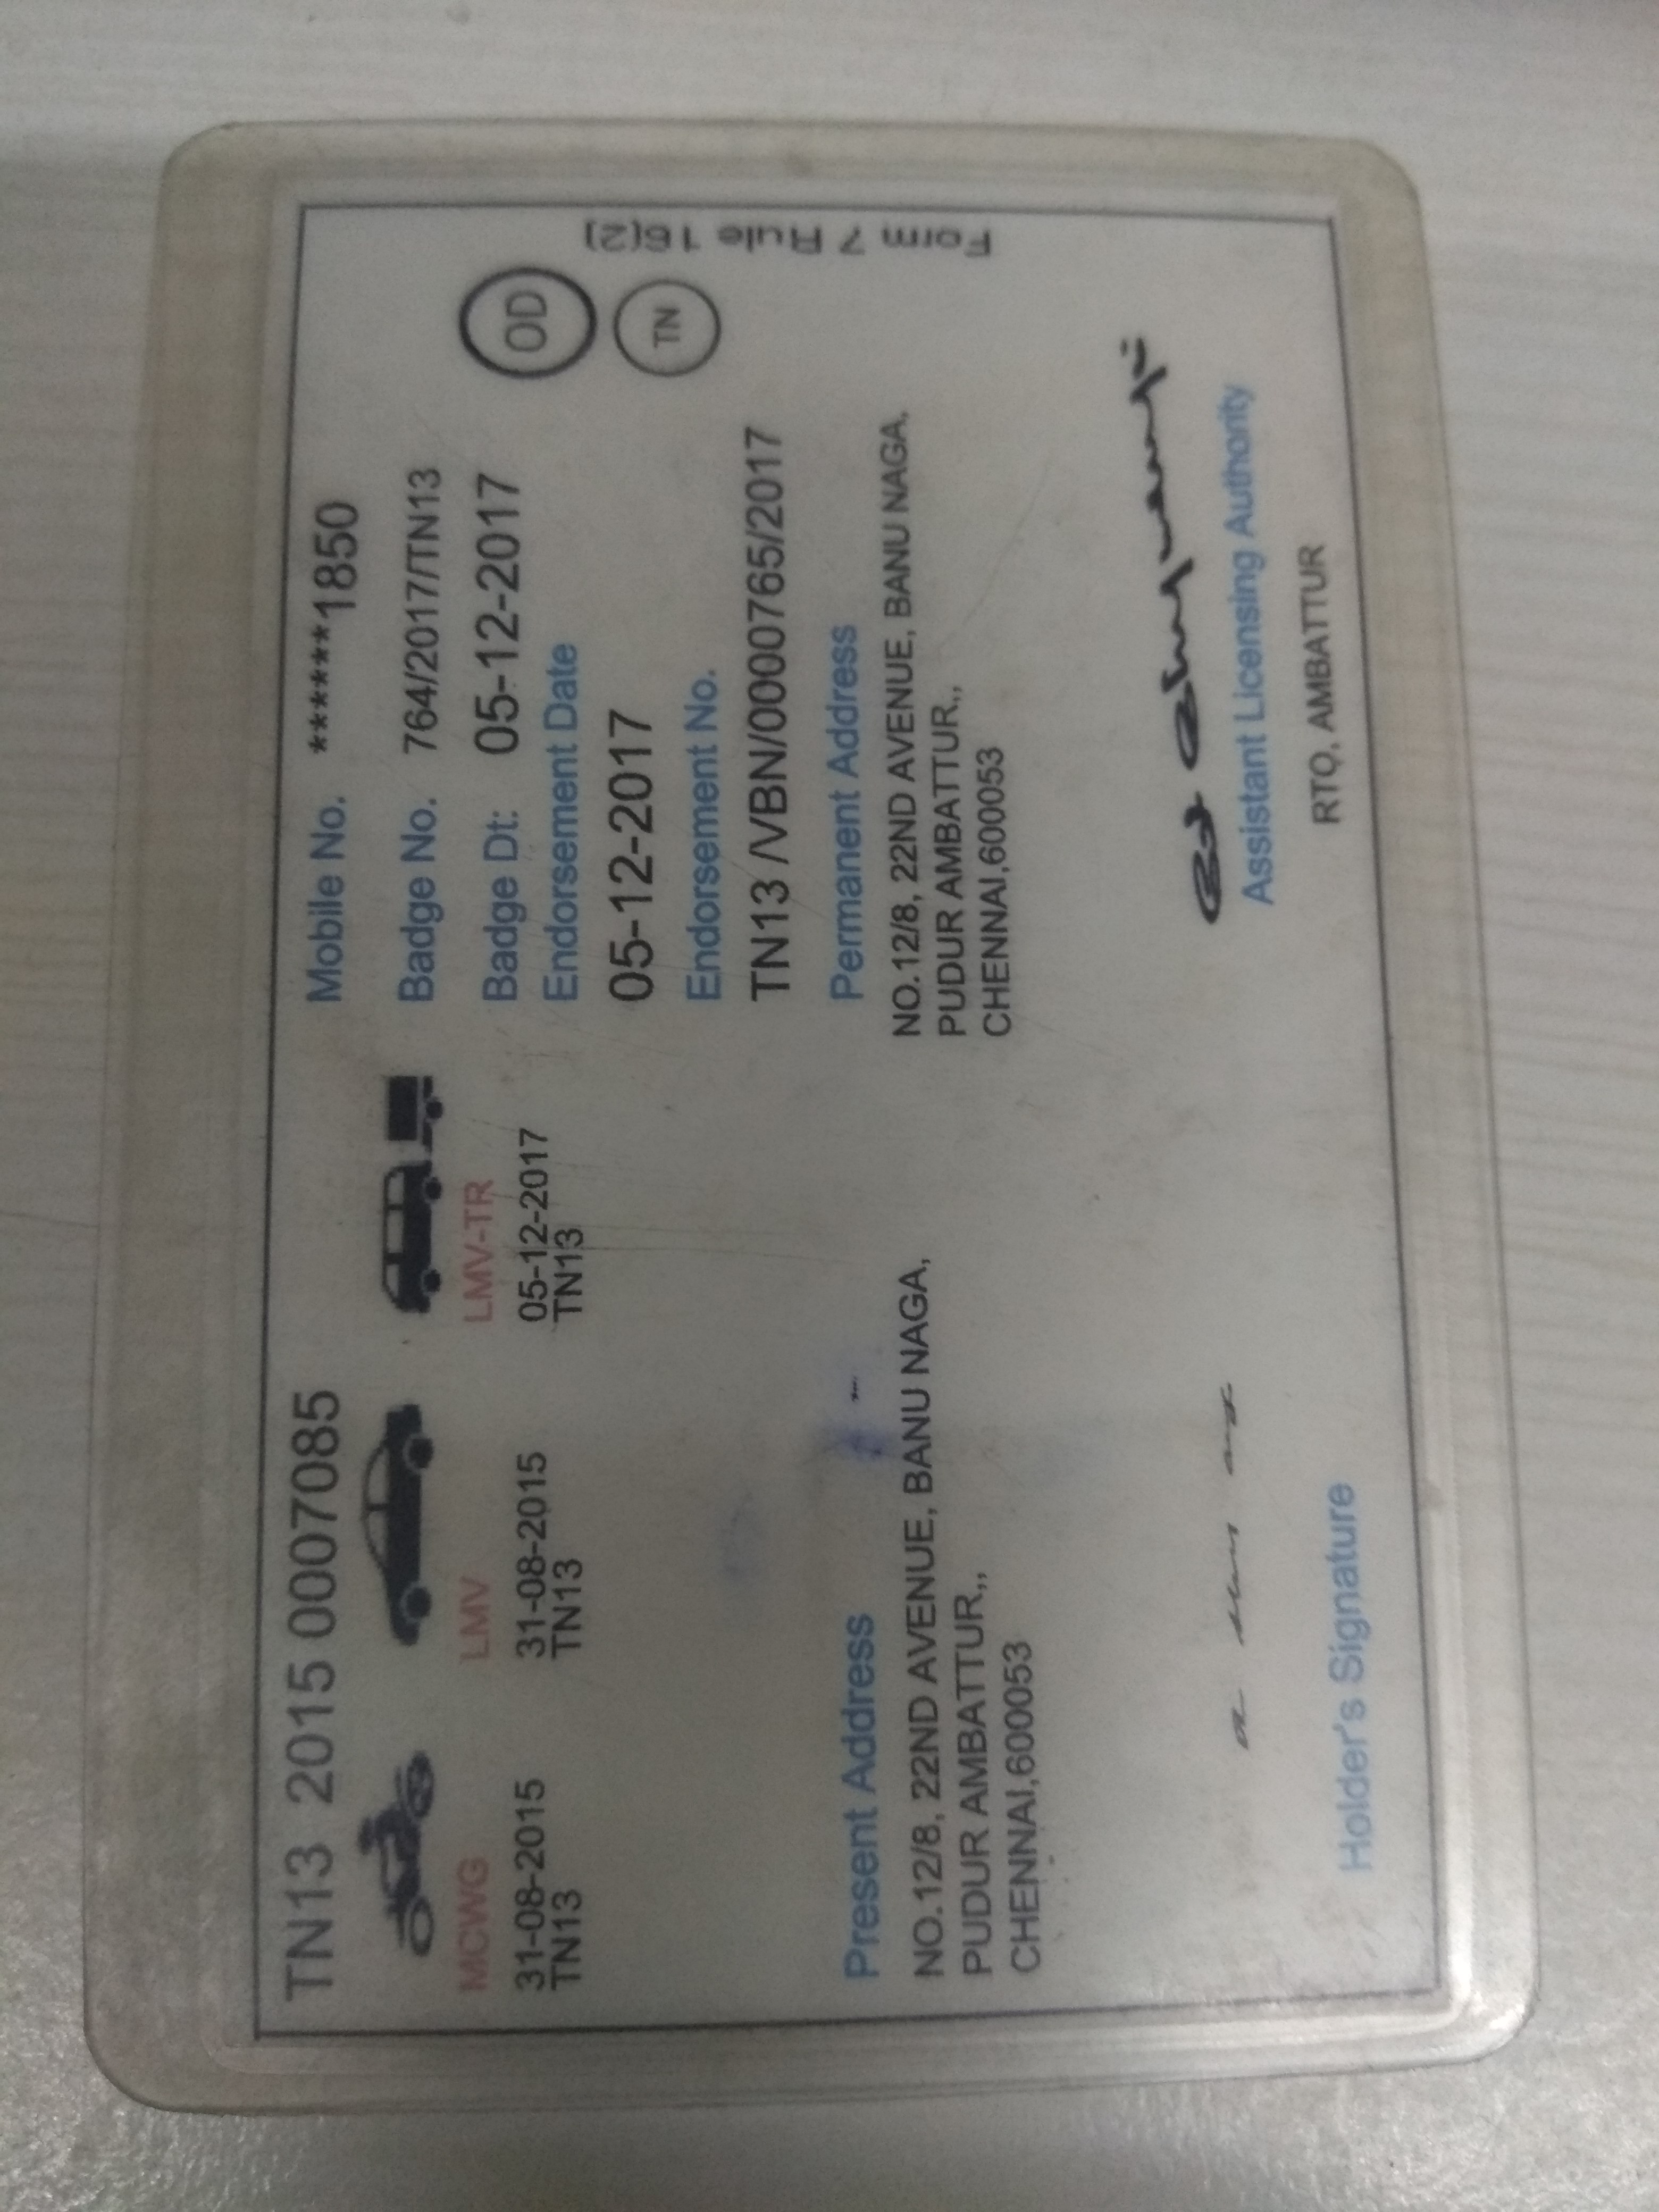 TN13 2015 0007085
MCWG
31-08-2015
TN13
LMV
31-08-2015
TN13
LMV-TR
05-12-2017
TN13
Mobile No. ******1850
Badge No. 764/2017/TN13
Badge Dt: 05-12-2017
Endorsement Date
05-12-2017
Endorsement No.
TN13 /VBN/0000765/2017
OD
TN
Form 7 Rule 16(2)
Present Address
NO.12/8, 22ND AVENUE, BANU NAGA,
PUDUR AMBATTUR,,
CHENNAI,600053
Permanent Address
NO.12/8, 22ND AVENUE, BANU NAGA,
PUDUR AMBATTUR,,
CHENNAI,600053
Holder's Signature
Assistant Licensing Authority
RTO, AMBATTUR